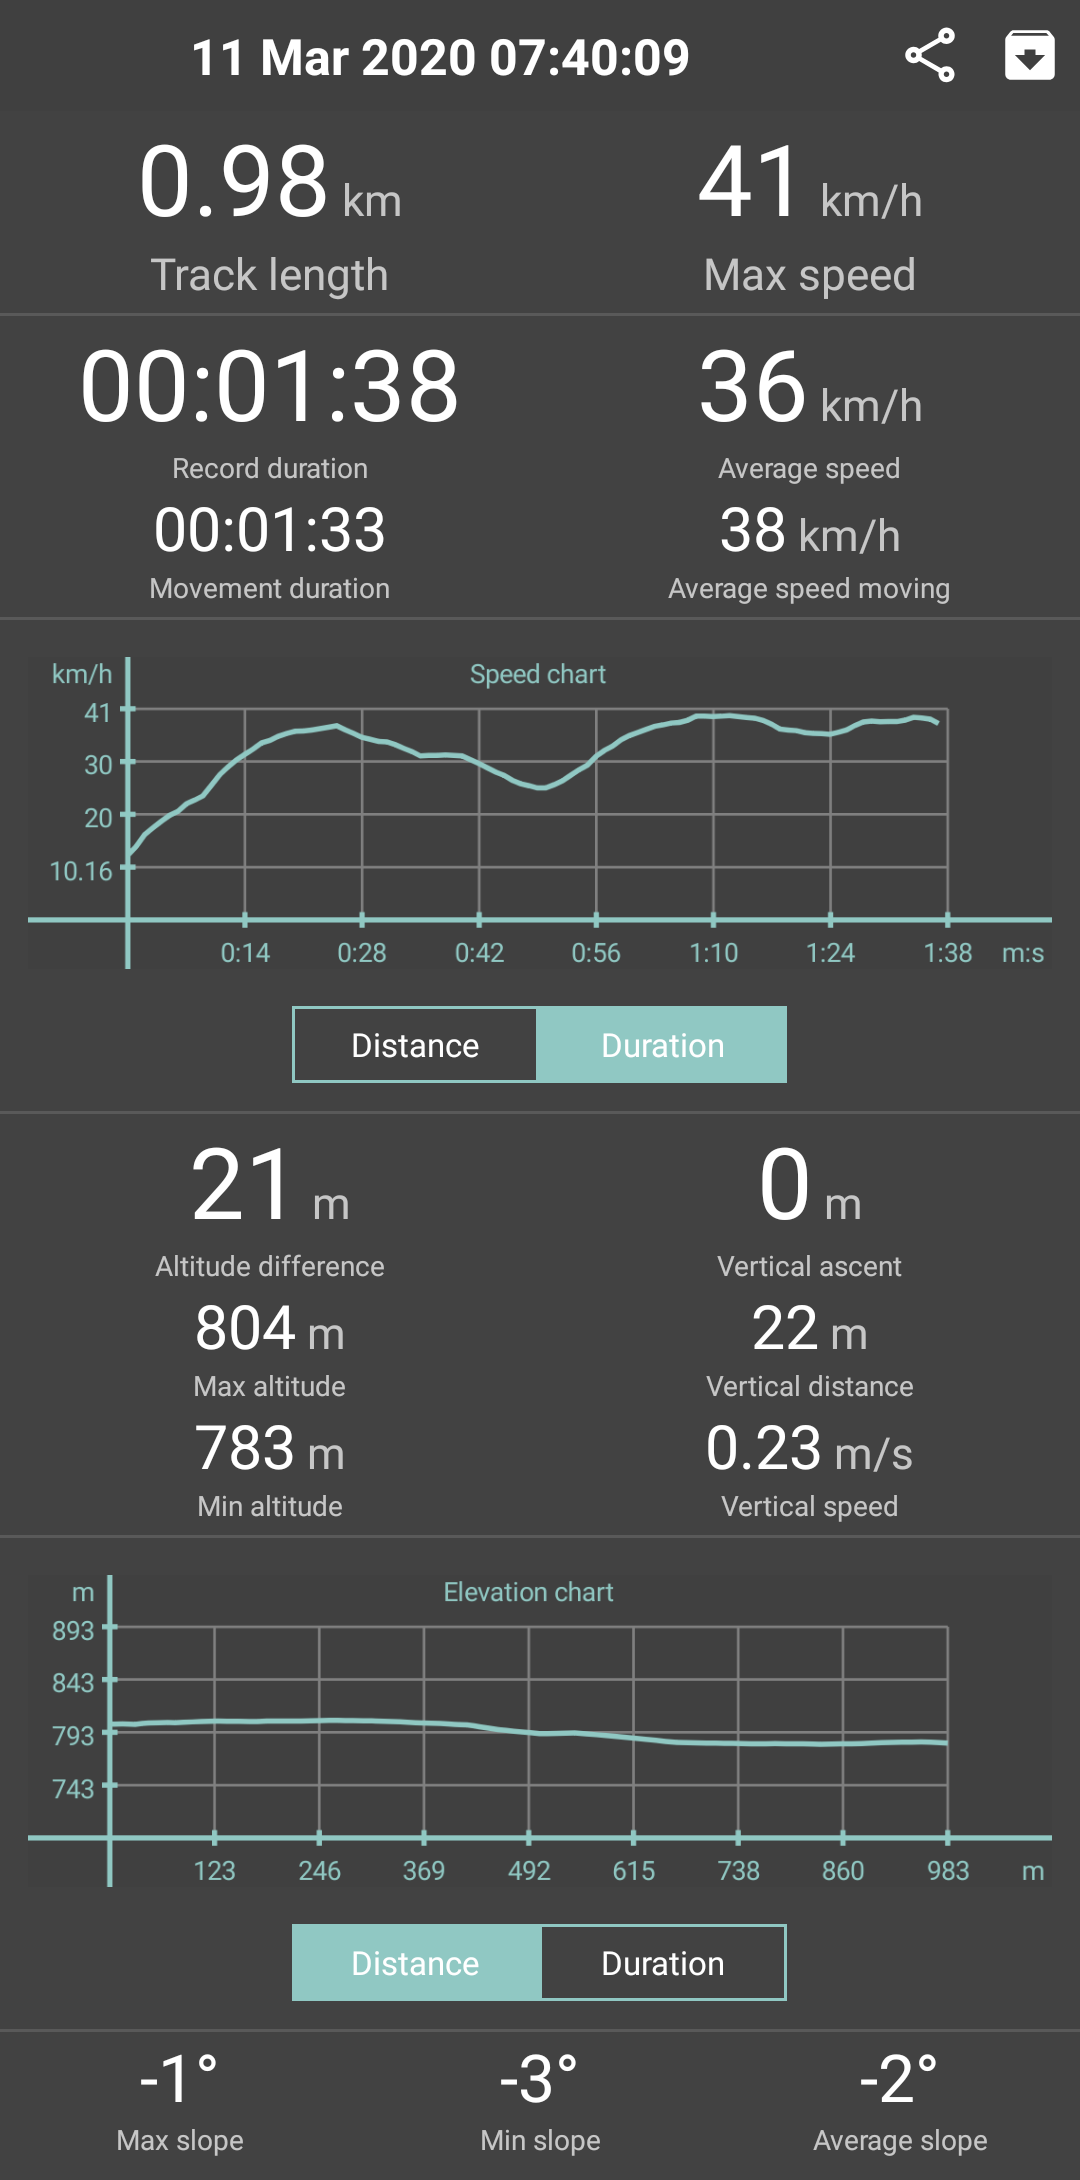 11 Mar 2020 07:40:09
0.98 km
Track length
41 km/h
Max speed
00:01:38
Record duration
36 km/h
Average speed
00:01:33
Movement duration
38 km/h
Average speed moving
km/h
Speed chart
41
30
20
10.16
0:14 0:28 0:42 0:56 1:10 1:24 1:38 m:s
Distance Duration
21 m
Altitude difference
0 m
Vertical ascent
804 m
Max altitude
22 m
Vertical distance
783 m
Min altitude
0.23 m/s
Vertical speed
m
Elevation chart
893
843
793
743
123 246 369 492 615 738 860 983 m
Distance Duration
-1° -3° -2°
Max slope Min slope Average slope